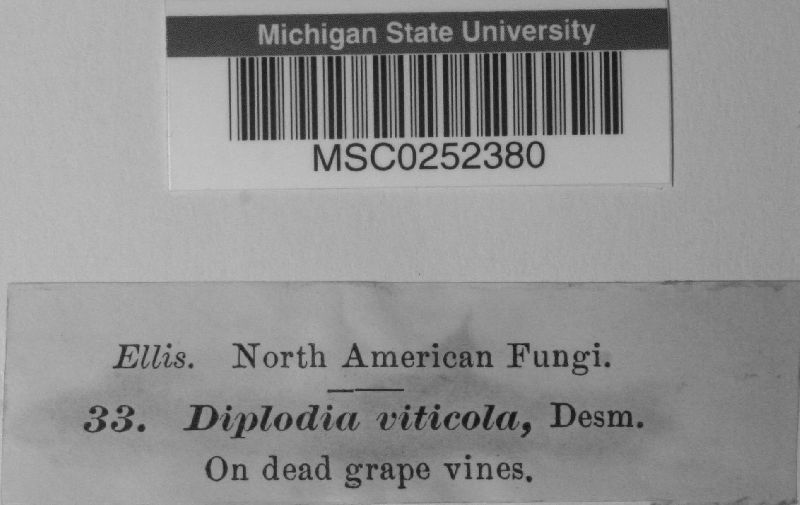 Michigan State University
MSC0252380
Ellis. North American Fungi.
33. Diplodia viticola, Desm.
On dead grape vines.